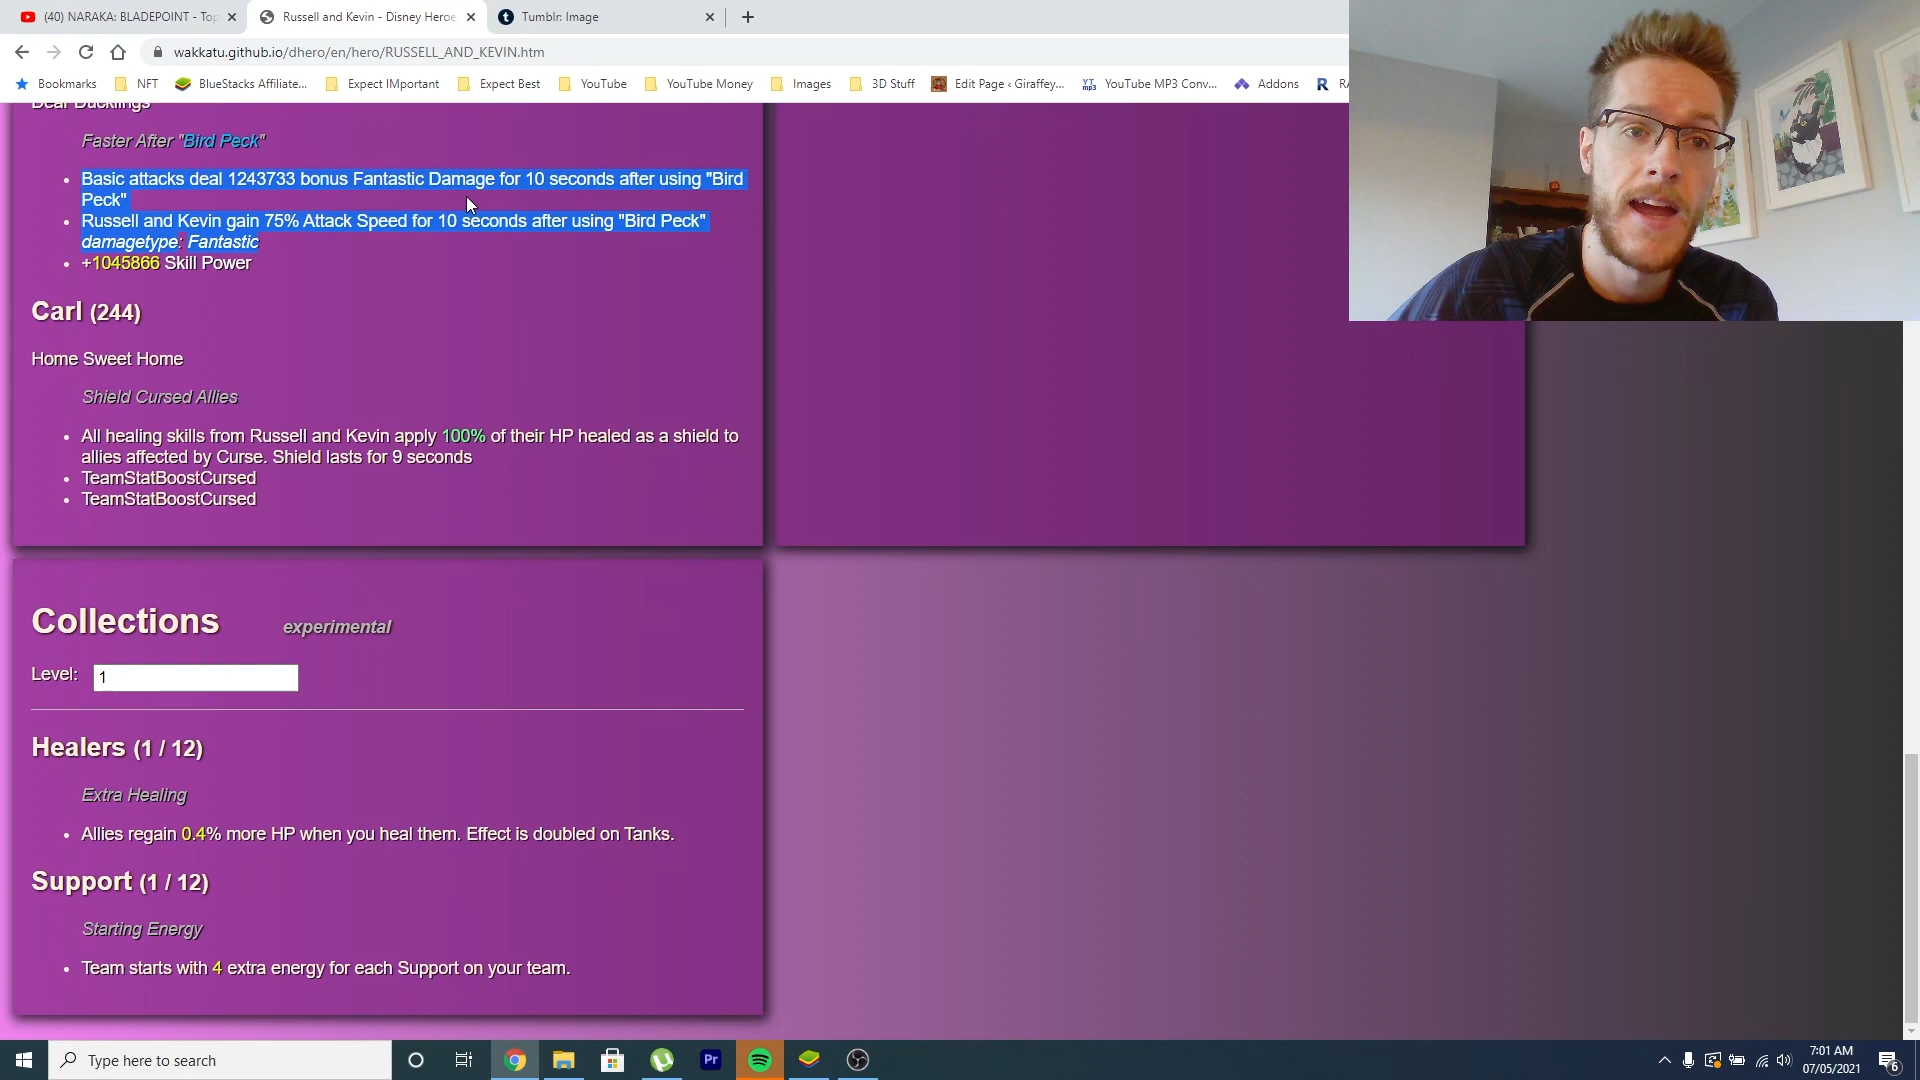 (40) NARAKA: BLADEPOINT - Top
Russell and Kevin - Disney Heroe
Tumblr: Image
wakkatu.github.io/dhero/en/hero/RUSSELL_AND_KEVIN.htm
Bookmarks
NFT
BlueStacks Affiliate...
Expect IMportant
Expect Best
YouTube
YouTube Money
Images
3D Stuff
Edit Page ‹ Giraffey...
YT
mp3
YouTube MP3 Conv...
Addons
R
Dear Ducklings
Faster After "Bird Peck"
Basic attacks deal 1243733 bonus Fantastic Damage for 10 seconds after using "Bird
Peck"
Russell and Kevin gain 75% Attack Speed for 10 seconds after using "Bird Peck"
damagetype: Fantastic
+1045866 Skill Power
Carl (244)
Home Sweet Home
Shield Cursed Allies
All healing skills from Russell and Kevin apply 100% of their HP healed as a shield to
allies affected by Curse. Shield lasts for 9 seconds
TeamStatBoostCursed
TeamStatBoostCursed
Collections experimental
Level: 1
Healers (1 / 12)
Extra Healing
Allies regain 0.4% more HP when you heal them. Effect is doubled on Tanks.
Support (1 / 12)
Starting Energy
Team starts with 4 extra energy for each Support on your team.
Type here to search
Pr
7:01 AM
07/05/2021
6